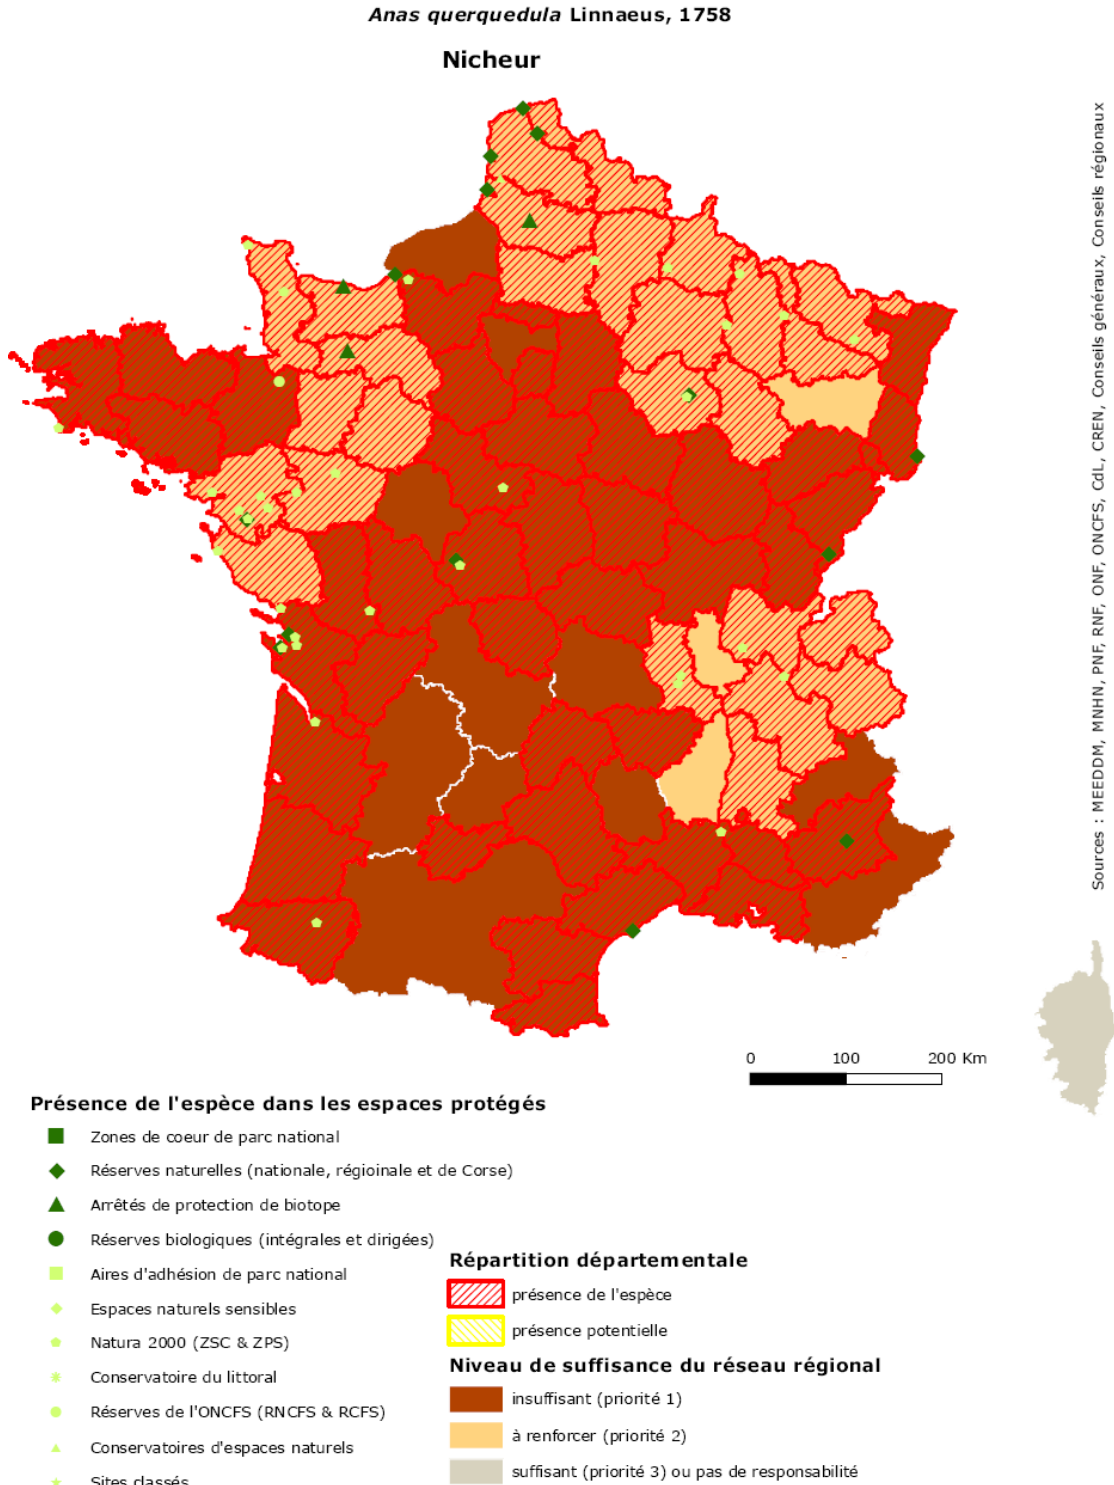 Anas querquedula Linnaeus, 1758
Nicheur
Sources : MEEDDM, MNHN, PNF, RNF, ONF, ONCFS, CdL, CREN, Conseils généraux, Conseils régionaux
0 100 200 Km
Présence de l'espèce dans les espaces protégés
Zones de coeur de parc national
Réserves naturelles (nationale, régioinale et de Corse)
Arrêtés de protection de biotope
Réserves biologiques (intégrales et dirigées)
Aires d'adhésion de parc national
Espaces naturels sensibles
Natura 2000 (ZSC & ZPS)
Conservatoire du littoral
Réserves de l'ONCFS (RNCFS & RCFS)
Conservatoires d'espaces naturels
Sites classés
Répartition départementale
présence de l'espèce
présence potentielle
Niveau de suffisance du réseau régional
insuffisant (priorité 1)
à renforcer (priorité 2)
suffisant (priorité 3) ou pas de responsabilité